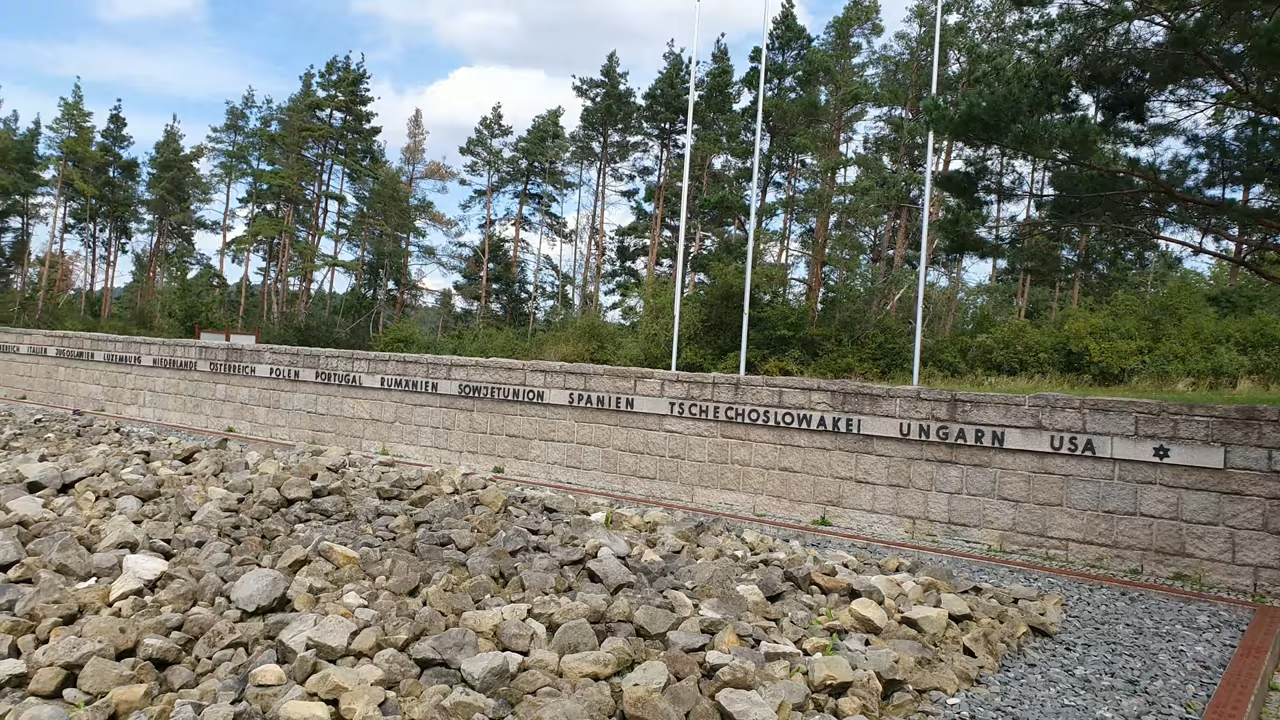 ITALIEN JUGOSLAWIEN LUXEMBURG NIEDERLANDE ÖSTERREICH POLEN PORTUGAL RUMÄNIEN SOWJETUNION SPANIEN TSCHECHOSLOWAKEI UNGARN USA